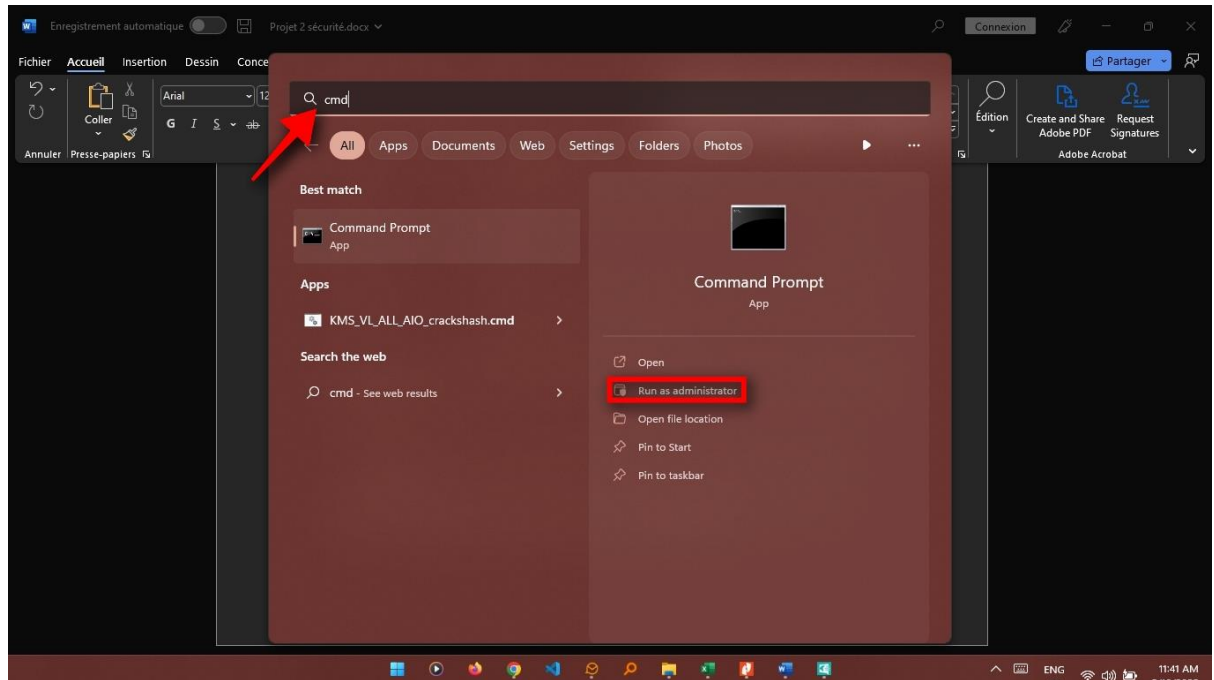 Enregistrement automatique
Projet 2 sécurité.docx
Connexion
Fichier Accueil Insertion Dessin Conce
Partager
cmd
Coller
Arial
12
G I S ab
Édition
Create and Share Adobe PDF
Request Signatures
Annuler Presse-papiers
Adobe Acrobat
All Apps Documents Web Settings Folders Photos
Best match
Command Prompt
App
Command Prompt
App
Apps
KMS_VL_ALL_AIO_crackshash.cmd
Search the web
cmd - See web results
Open
Run as administrator
Open file location
Pin to Start
Pin to taskbar
ENG
11:41 AM